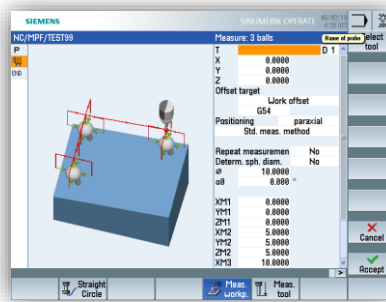 SIEMENS
SINUMERIK OPERATE
NC/MPF/TEST99
Measure: 3 balls
Name of probe
Select
tool
P
END
T D 1
X 0.0000
Y 0.0000
Z 0.0000
Offset target
Work offset
G54
Positioning paraxial
Std. meas. method
Repeat measuremen No
Determ. sph. diam. No
ø 10.0000
α0 0.000 °
XM1 0.0000
YM1 0.0000
ZM1 0.0000
XM2 5.0000
YM2 5.0000
ZM2 5.0000
XM3 10.0000
Cancel
Accept
Straight
Circle
Meas.
workp.
Meas.
tool